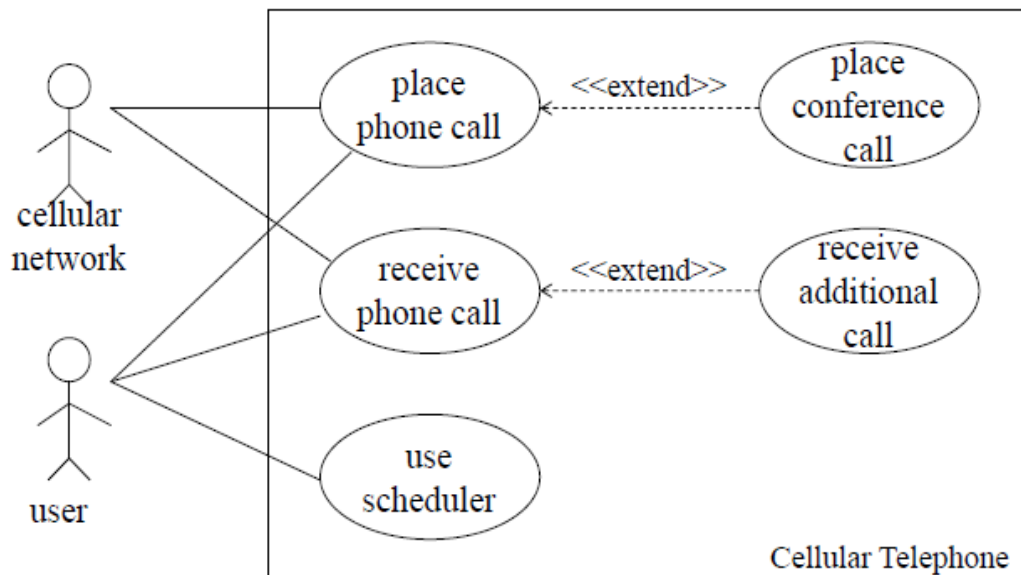 cellular
network
user
place
phone call
<<extend>>
place
conference
call
receive
phone call
<<extend>>
receive
additional
call
use
scheduler
Cellular Telephone